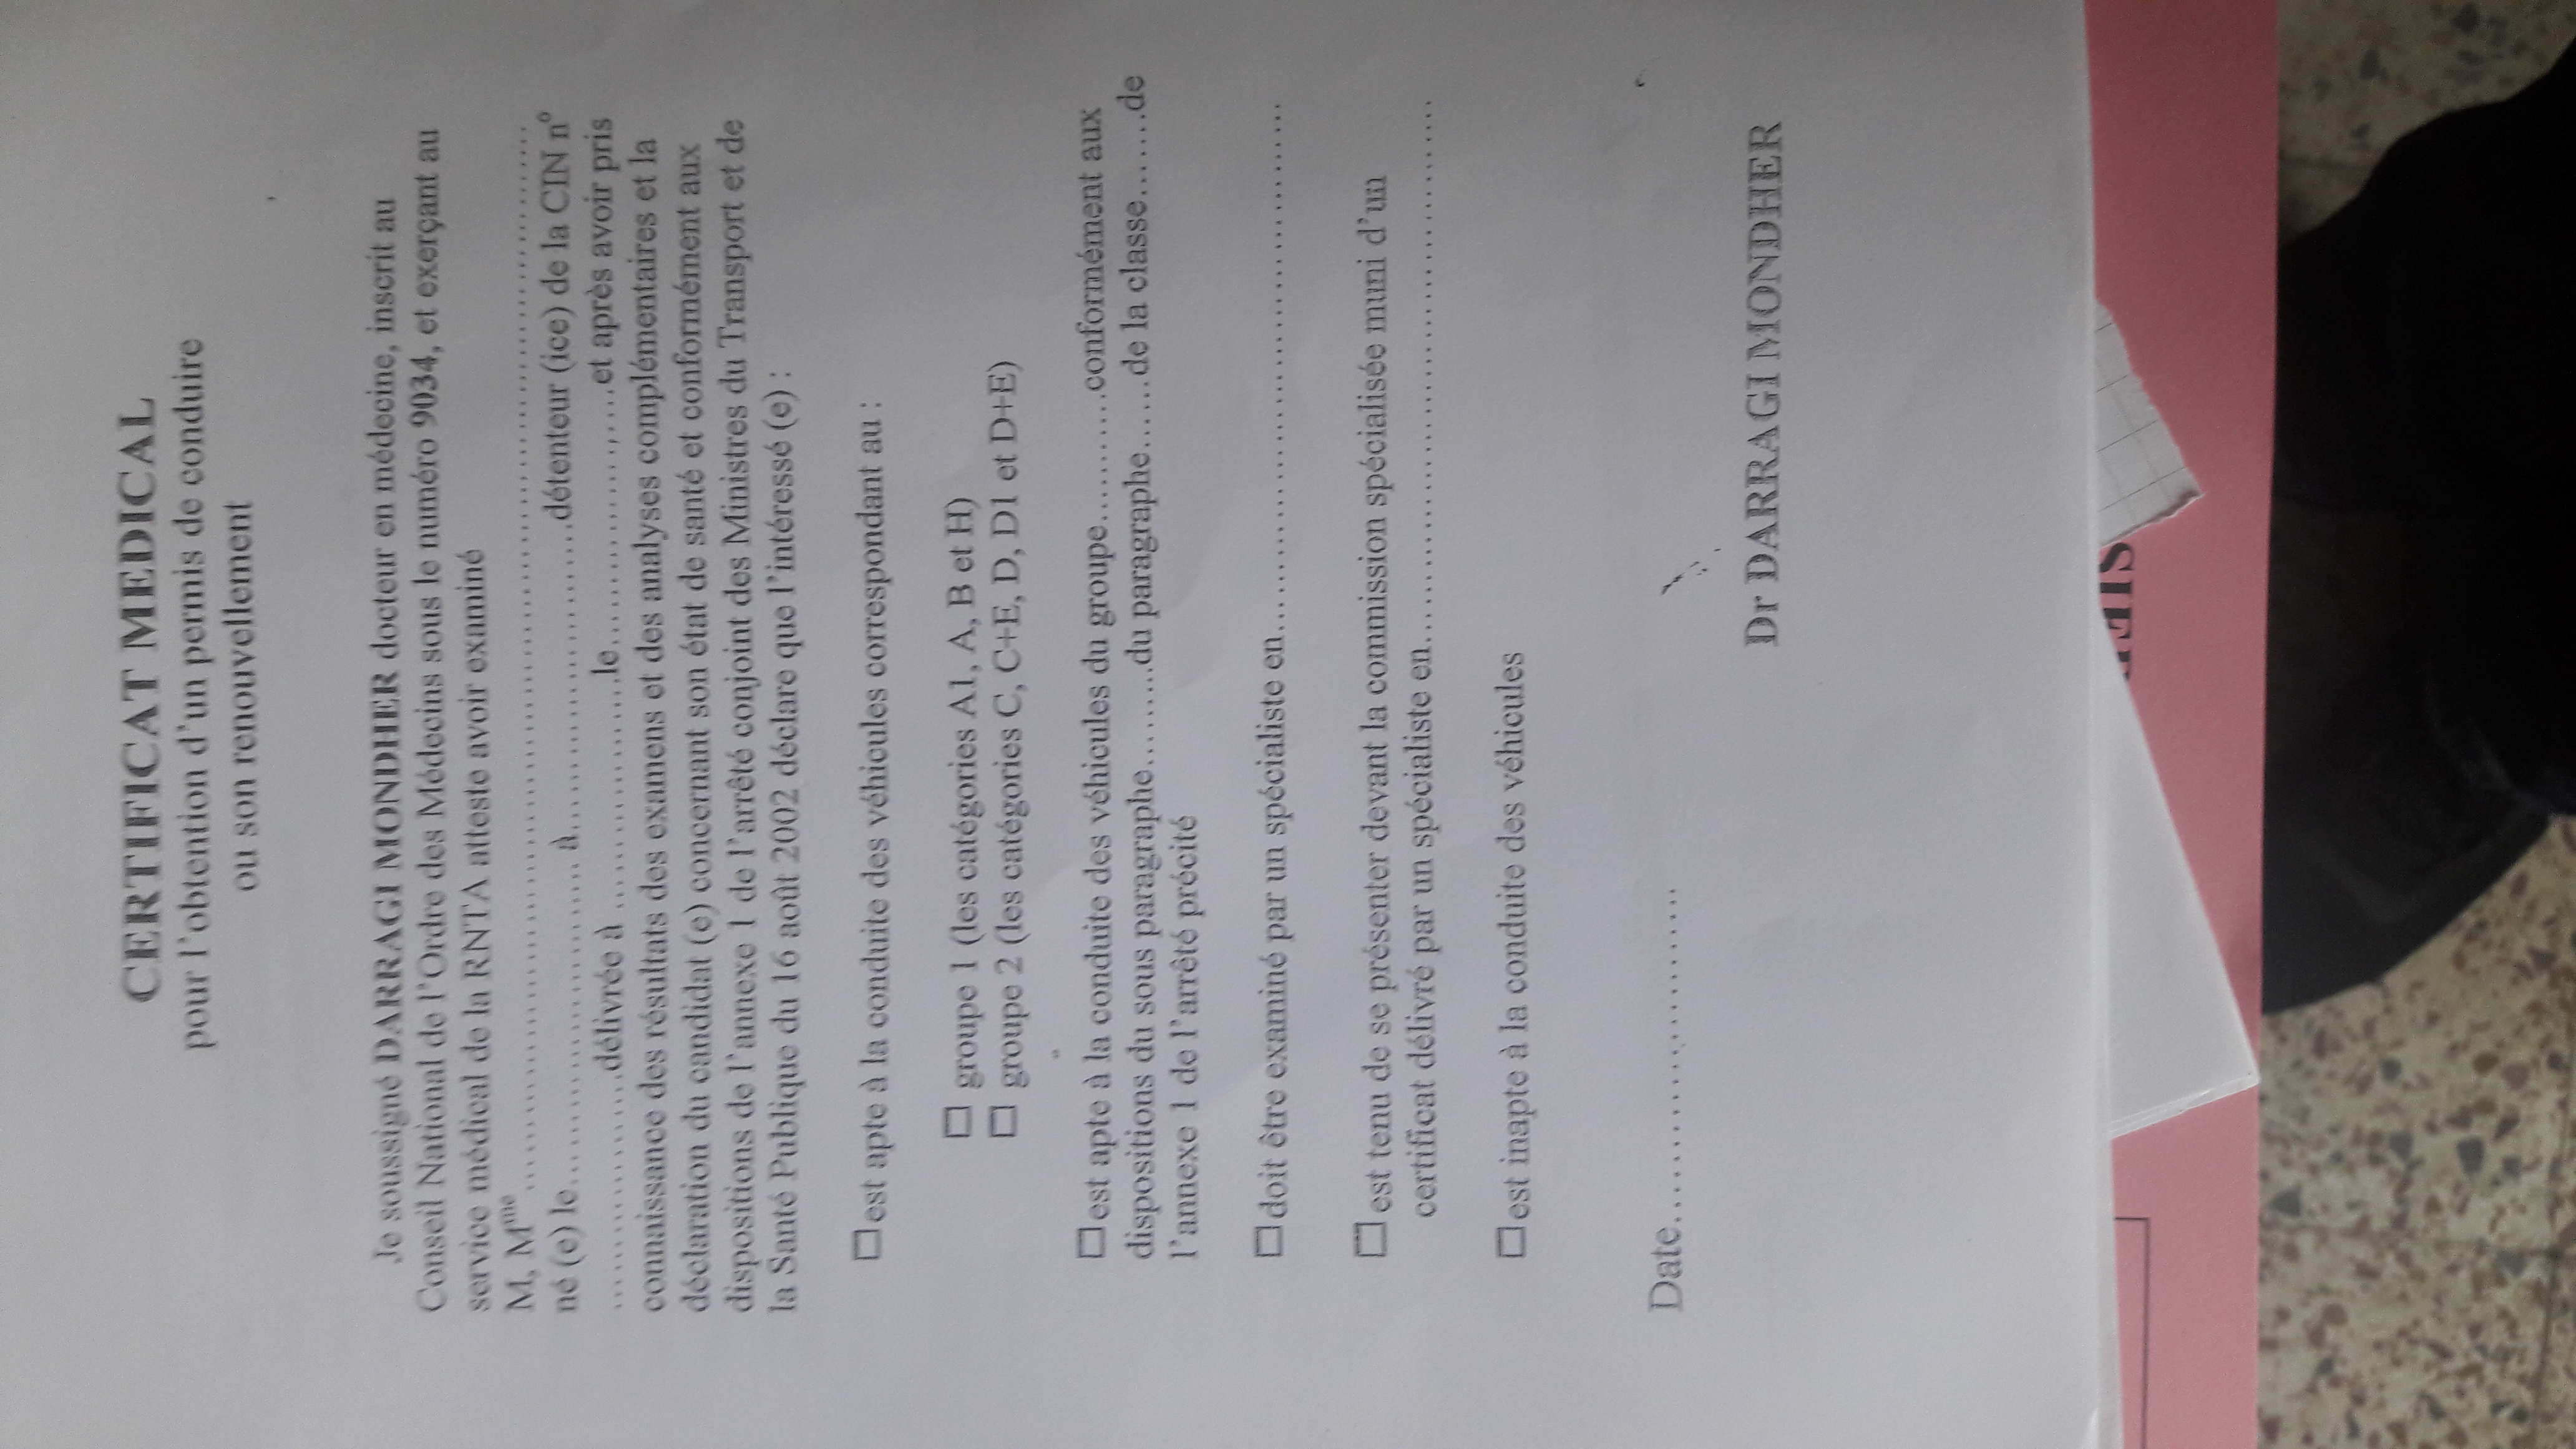 CERTIFICAT MEDICAL
pour l'obtention d'un permis de conduire
ou son renouvellement
Je soussigné DARRAGI MONDHER docteur en médecine, inscrit au
Conseil National de l'Ordre des Médecins sous le numéro 9034, et exerçant au
service médical de la RNTA atteste avoir examiné
M, Mme........................................................................................
né (e) le............................ à...........................détenteur (ice) de la CIN nº
....................délivrée à ....................le......................et après avoir pris
connaissance des résultats des examens et des analyses complémentaires et la
déclaration du candidat (e) concernant son état de santé et conformément aux
dispositions de l'annexe 1 de l'arrêté conjoint des Ministres du Transport et de
la Santé Publique du 16 août 2002 déclare que l'intéressé (e) :
☐ est apte à la conduite des véhicules correspondant au :
☐ groupe 1 (les catégories A1, A, B et H)
☐ groupe 2 (les catégories C, C+E, D, D1 et D+E)
☐ est apte à la conduite des véhicules du groupe...........conformément aux
dispositions du sous paragraphe.........du paragraphe......de la classe.......de
l'annexe 1 de l'arrêté précité
☐ doit être examiné par un spécialiste en.............................................
☐ est tenu de se présenter devant la commission spécialisée muni d'un
certificat délivré par un spécialiste en..............................................
☐ est inapte à la conduite des véhicules
Date............................
Dr DARRAGI MONDHER